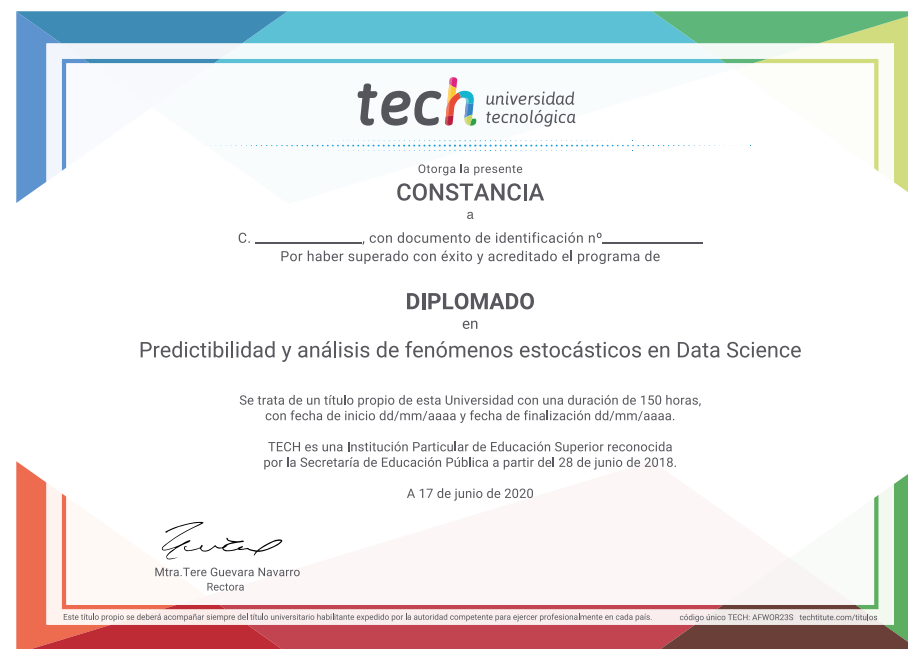 tech universidad
tecnológica
Otorga la presente
CONSTANCIA
a
C. ____________, con documento de identificación nº____________
Por haber superado con éxito y acreditado el programa de
DIPLOMADO
en
Predictibilidad y análisis de fenómenos estocásticos en Data Science
Se trata de un título propio de esta Universidad con una duración de 150 horas,
con fecha de inicio dd/mm/aaaa y fecha de finalización dd/mm/aaaa.
TECH es una Institución Particular de Educación Superior reconocida
por la Secretaría de Educación Pública a partir del 28 de junio de 2018.
A 17 de junio de 2020
Mtra.Tere Guevara Navarro
Rectora
Este título propio se deberá acompañar siempre del título universitario habilitante expedido por la autoridad competente para ejercer profesionalmente en cada país. código único TECH: AFWOR23S techtitute.com/titulos